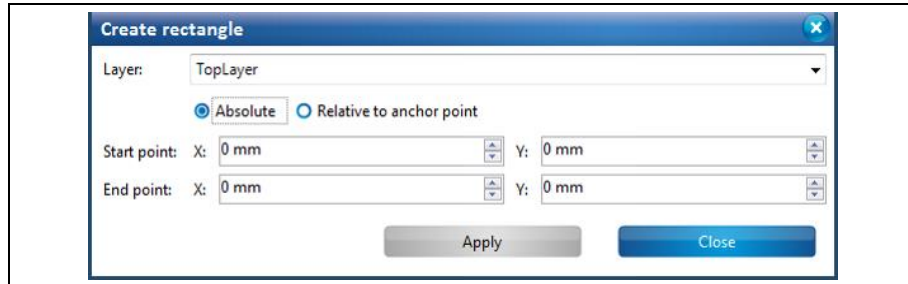 Create rectangle
Layer: TopLayer
Absolute Relative to anchor point
Start point: X: 0 mm Y: 0 mm
End point: X: 0 mm Y: 0 mm
Apply Close